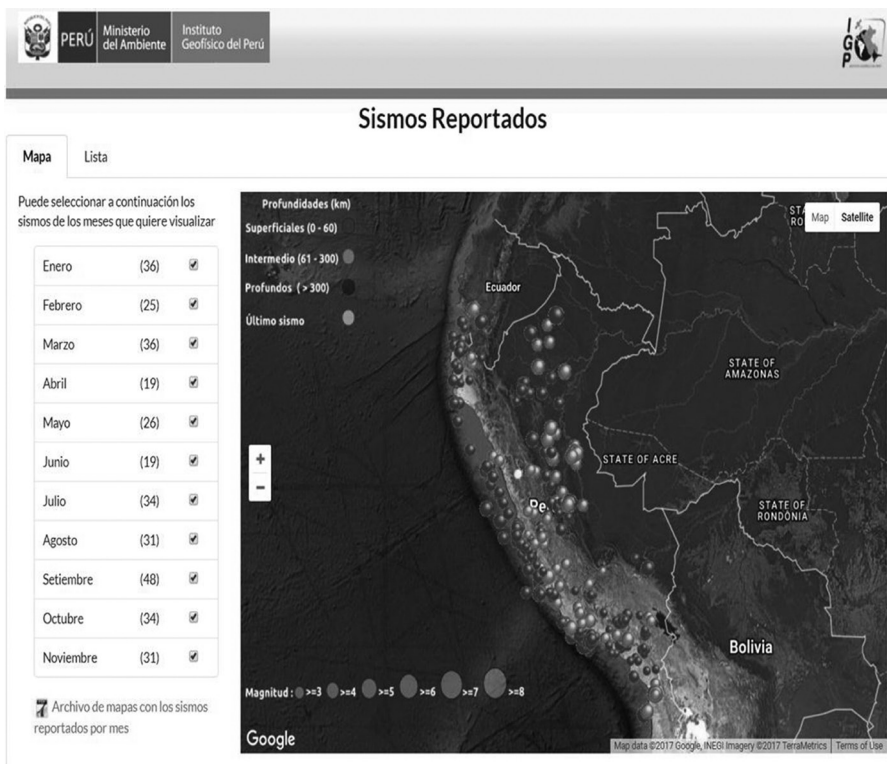 PERÚ
Ministerio
del Ambiente
Instituto
Geofísico del Perú
IGP
Sismos Reportados
Mapa
Lista
Puede seleccionar a continuación los
sismos de los meses que quiere visualizar
Enero (36)
Febrero (25)
Marzo (36)
Abril (19)
Mayo (26)
Junio (19)
Julio (34)
Agosto (31)
Setiembre (48)
Octubre (34)
Noviembre (31)
Archivo de mapas con los sismos
reportados por mes
Profundidades (km)
Superficiales (0 - 60)
Intermedio (61 - 300)
Profundos ( > 300)
Último sismo
Map Satellite
Ecuador
STATE OF
AMAZONAS
STATE OF ACRE
STATE OF
RONDÔNIA
Pe
Bolivia
+
−
Magnitud : >=3 >=4 >=5 >=6 >=7 >=8
Google
Map data ©2017 Google, INEGI Imagery ©2017 TerraMetrics Terms of Use